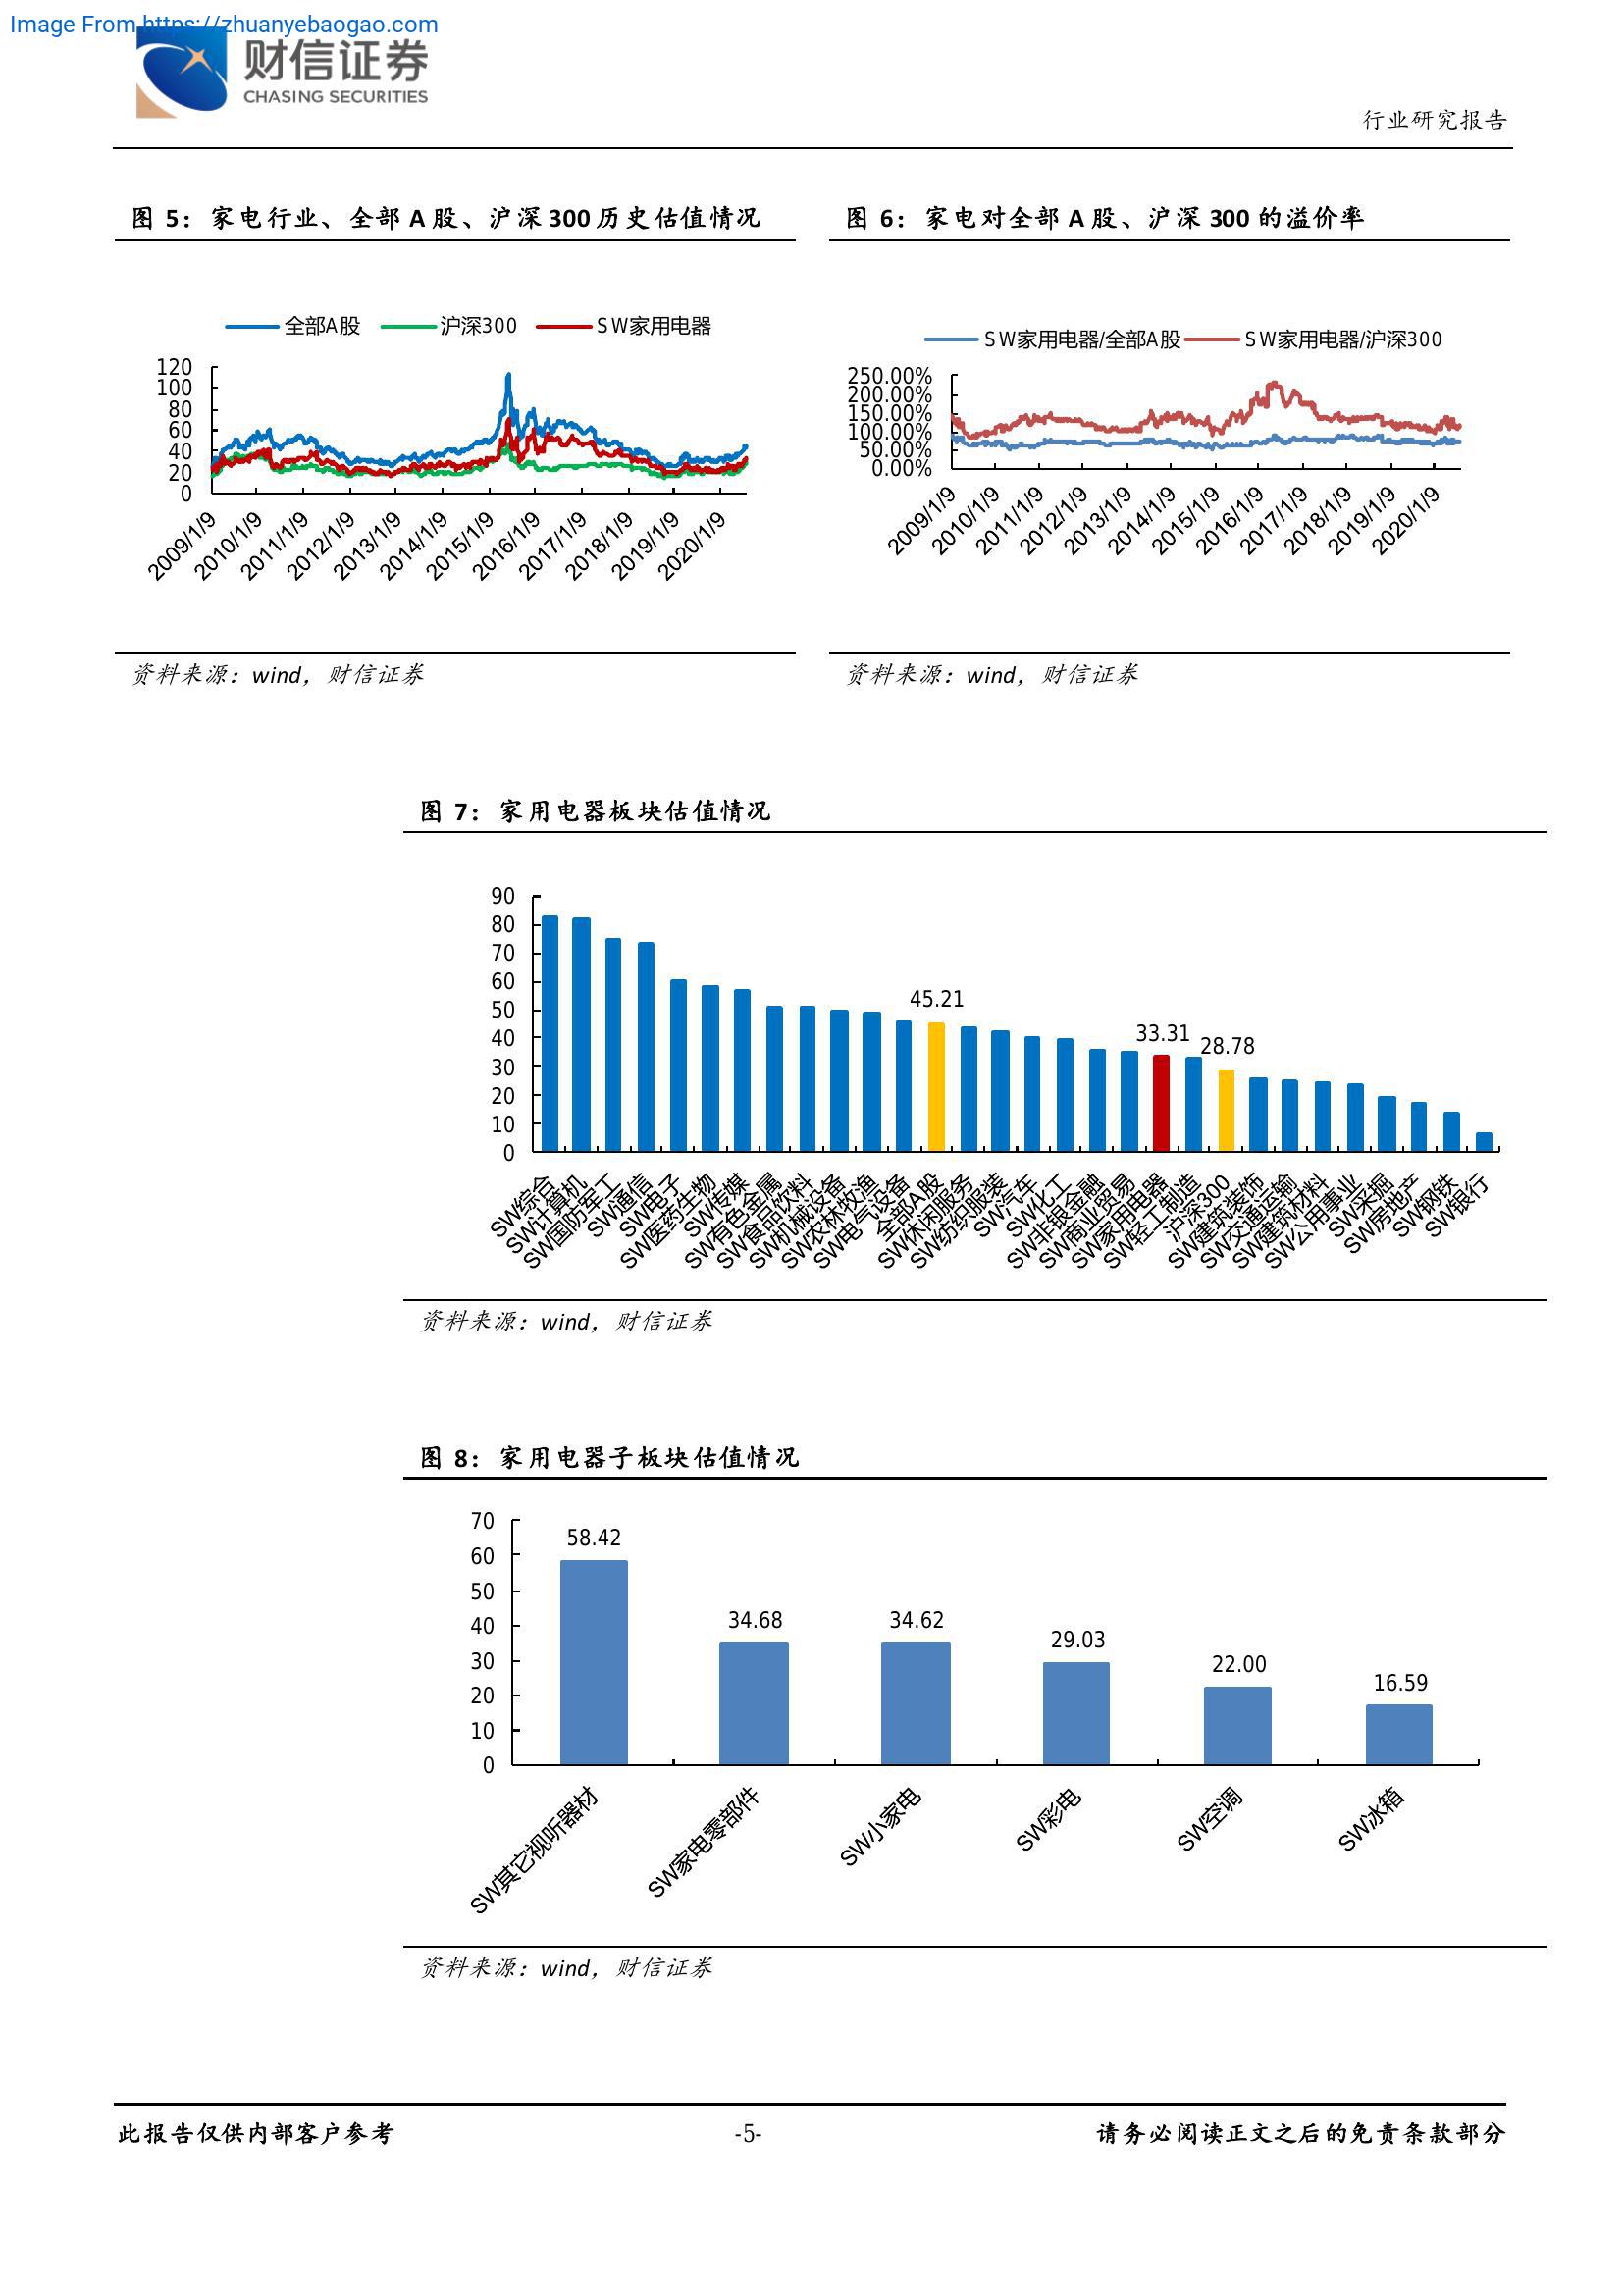 Image From https://zhuanyebaogao.com
财信证券
CHASING SECURITIES
行业研究报告
图 5：家电行业、全部 A 股、沪深 300 历史估值情况
全部A股 沪深300 SW家用电器
120
100
80
60
40
20
0
2009/1/9
2010/1/9
2011/1/9
2012/1/9
2013/1/9
2014/1/9
2015/1/9
2016/1/9
2017/1/9
2018/1/9
2019/1/9
2020/1/9
资料来源：wind，财信证券
图 6：家电对全部 A 股、沪深 300 的溢价率
SW家用电器/全部A股 SW家用电器/沪深300
250.00%
200.00%
150.00%
100.00%
50.00%
0.00%
2009/1/9
2010/1/9
2011/1/9
2012/1/9
2013/1/9
2014/1/9
2015/1/9
2016/1/9
2017/1/9
2018/1/9
2019/1/9
2020/1/9
资料来源：wind，财信证券
图 7：家用电器板块估值情况
90
80
70
60
50
40
30
20
10
0
45.21
33.31
28.78
SW综合
SW计算机
SW国防军工
SW通信
SW电子
SW医药生物
SW传媒
SW有色金属
SW食品饮料
SW机械设备
SW农林牧渔
SW电气设备
全部A股
SW休闲服务
SW纺织服装
SW汽车
SW化工
SW非银金融
SW商业贸易
SW家用电器
SW轻工制造
沪深300
SW建筑装饰
SW交通运输
SW建筑材料
SW公用事业
SW采掘
SW房地产
SW钢铁
SW银行
资料来源：wind，财信证券
图 8：家用电器子板块估值情况
70
60
50
40
30
20
10
0
58.42
34.68
34.62
29.03
22.00
16.59
SW其它视听器材
SW家电零部件
SW小家电
SW彩电
SW空调
SW冰箱
资料来源：wind，财信证券
此报告仅供内部客户参考
-5-
请务必阅读正文之后的免责条款部分